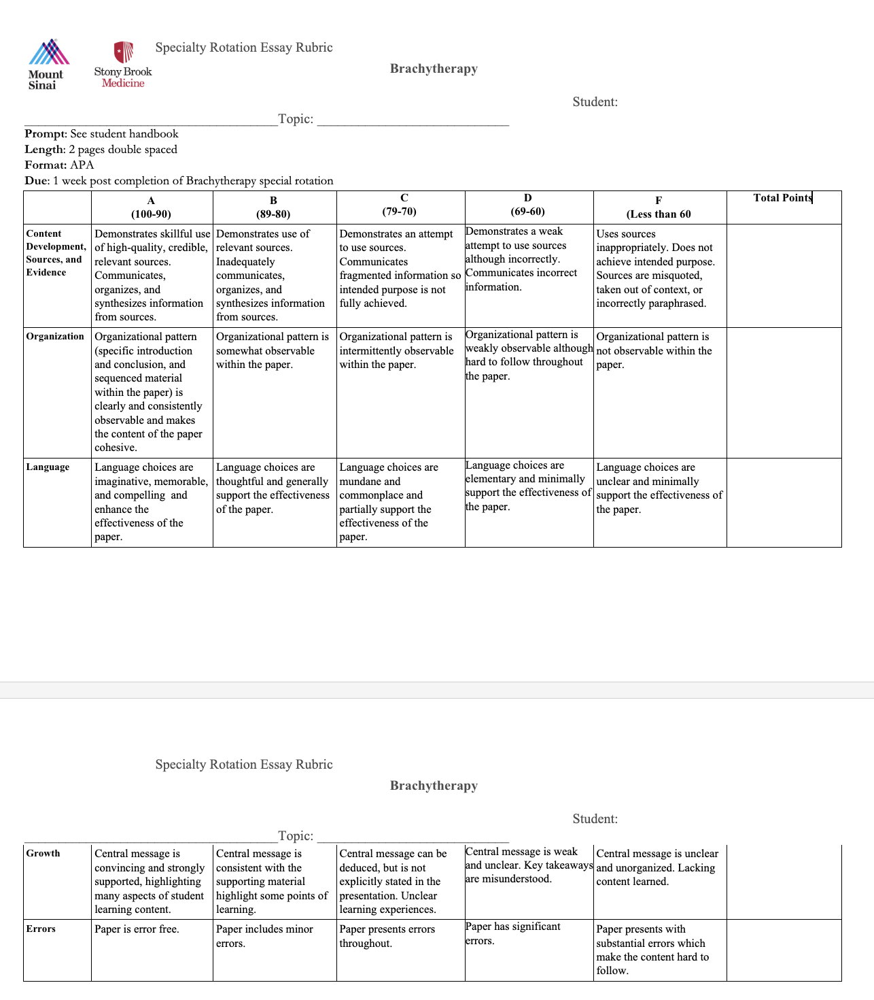 Mount
Sinai
Stony Brook
Medicine
Specialty Rotation Essay Rubric
Brachytherapy
Student:
_____________________________________Topic: ____________________________
Prompt: See student handbook
Length: 2 pages double spaced
Format: APA
Due: 1 week post completion of Brachytherapy special rotation
A
(100-90)
B
(89-80)
C
(79-70)
D
(69-60)
F
(Less than 60
Total Points
Content
Development,
Sources, and
Evidence
Demonstrates skillful use
of high-quality, credible,
relevant sources.
Communicates,
organizes, and
synthesizes information
from sources.
Demonstrates use of
relevant sources.
Inadequately
communicates,
organizes, and
synthesizes information
from sources.
Demonstrates an attempt
to use sources.
Communicates
fragmented information so
intended purpose is not
fully achieved.
Demonstrates a weak
attempt to use sources
although incorrectly.
Communicates incorrect
information.
Uses sources
inappropriately. Does not
achieve intended purpose.
Sources are misquoted,
taken out of context, or
incorrectly paraphrased.
Organization
Organizational pattern
(specific introduction
and conclusion, and
sequenced material
within the paper) is
clearly and consistently
observable and makes
the content of the paper
cohesive.
Organizational pattern is
somewhat observable
within the paper.
Organizational pattern is
intermittently observable
within the paper.
Organizational pattern is
weakly observable although
hard to follow throughout
the paper.
Organizational pattern is
not observable within the
paper.
Language
Language choices are
imaginative, memorable,
and compelling  and
enhance the
effectiveness of the
paper.
Language choices are
thoughtful and generally
support the effectiveness
of the paper.
Language choices are
mundane and
commonplace and
partially support the
effectiveness of the
paper.
Language choices are
elementary and minimally
support the effectiveness of
the paper.
Language choices are
unclear and minimally
support the effectiveness of
the paper.
Specialty Rotation Essay Rubric
Brachytherapy
Student:
_____________________________________Topic: ____________________________
Growth
Central message is
convincing and strongly
supported, highlighting
many aspects of student
learning content.
Central message is
consistent with the
supporting material
highlight some points of
learning.
Central message can be
deduced, but is not
explicitly stated in the
presentation. Unclear
learning experiences.
Central message is weak
and unclear. Key takeaways
are misunderstood.
Central message is unclear
and unorganized. Lacking
content learned.
Errors
Paper is error free.
Paper includes minor
errors.
Paper presents errors
throughout.
Paper has significant
errors.
Paper presents with
substantial errors which
make the content hard to
follow.